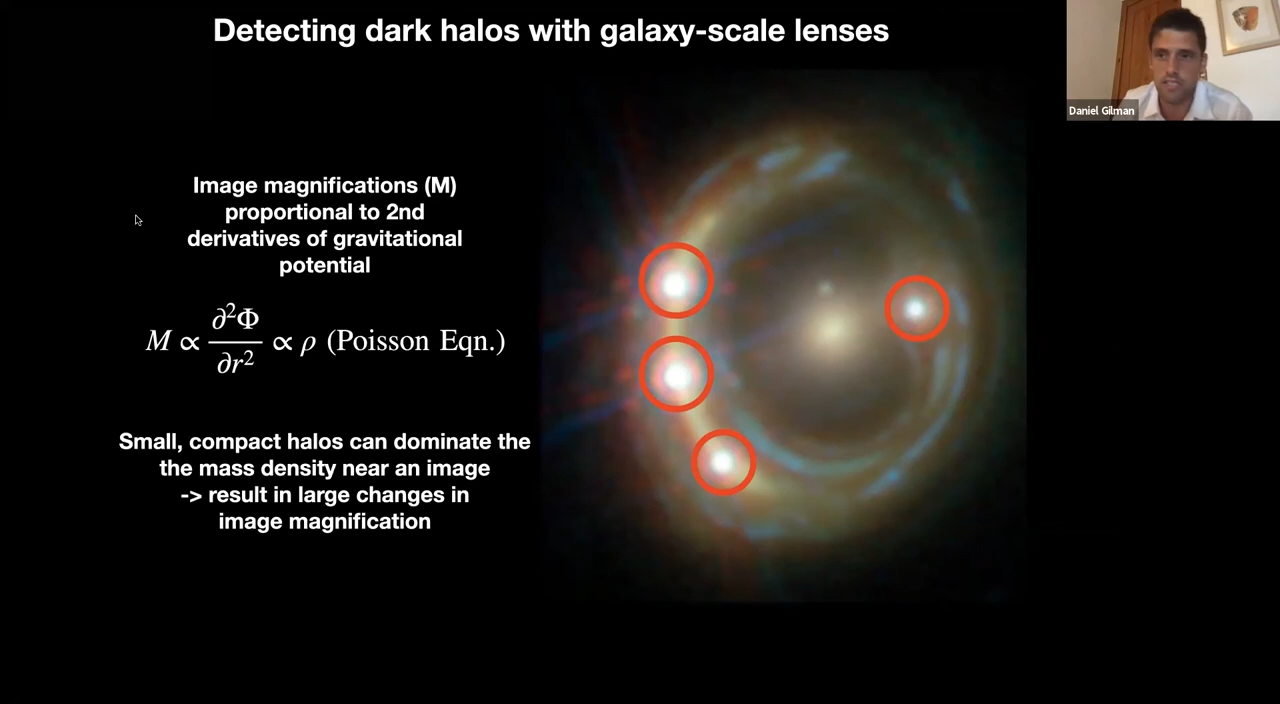 Detecting dark halos with galaxy-scale lenses
Daniel Gilman
Image magnifications (M)
proportional to 2nd
derivatives of gravitational
potential
M ∝ ∂²Φ/∂r² ∝ ρ (Poisson Eqn.)
Small, compact halos can dominate the
the mass density near an image
-> result in large changes in
image magnification